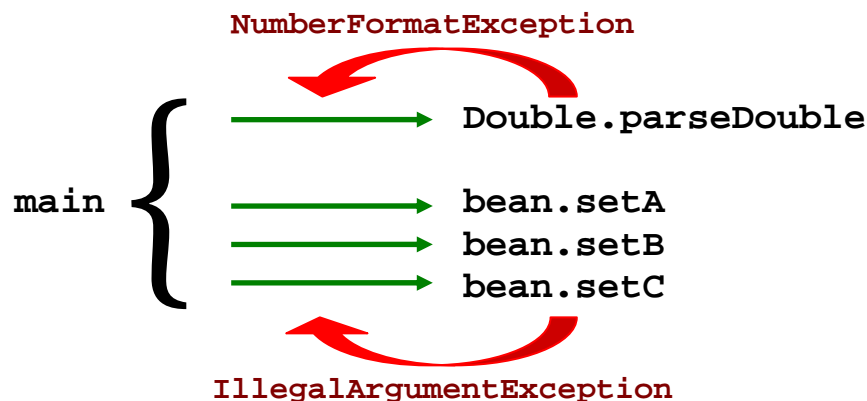 NumberFormatException
Double.parseDouble
main
bean.setA
bean.setB
bean.setC
IllegalArgumentException